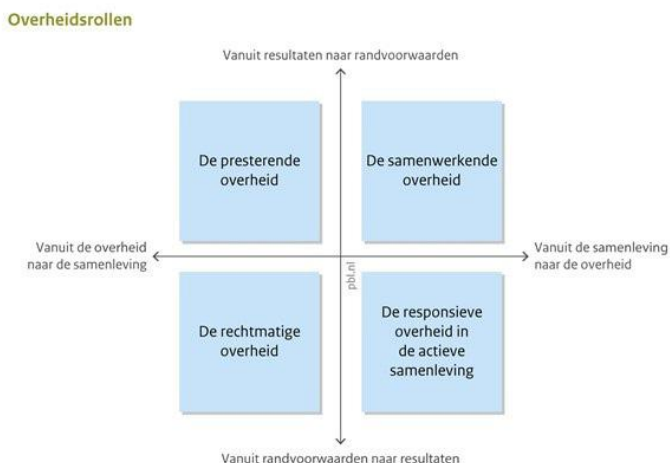 Overheidsrollen
Vanuit resultaten naar randvoorwaarden
De presterende
overheid
De samenwerkende
overheid
Vanuit de overheid
naar de samenleving
Vanuit de samenleving
naar de overheid
pbl.nl
De rechtmatige
overheid
De responsieve
overheid in
de actieve
samenleving
Vanuit randvoorwaarden naar resultaten